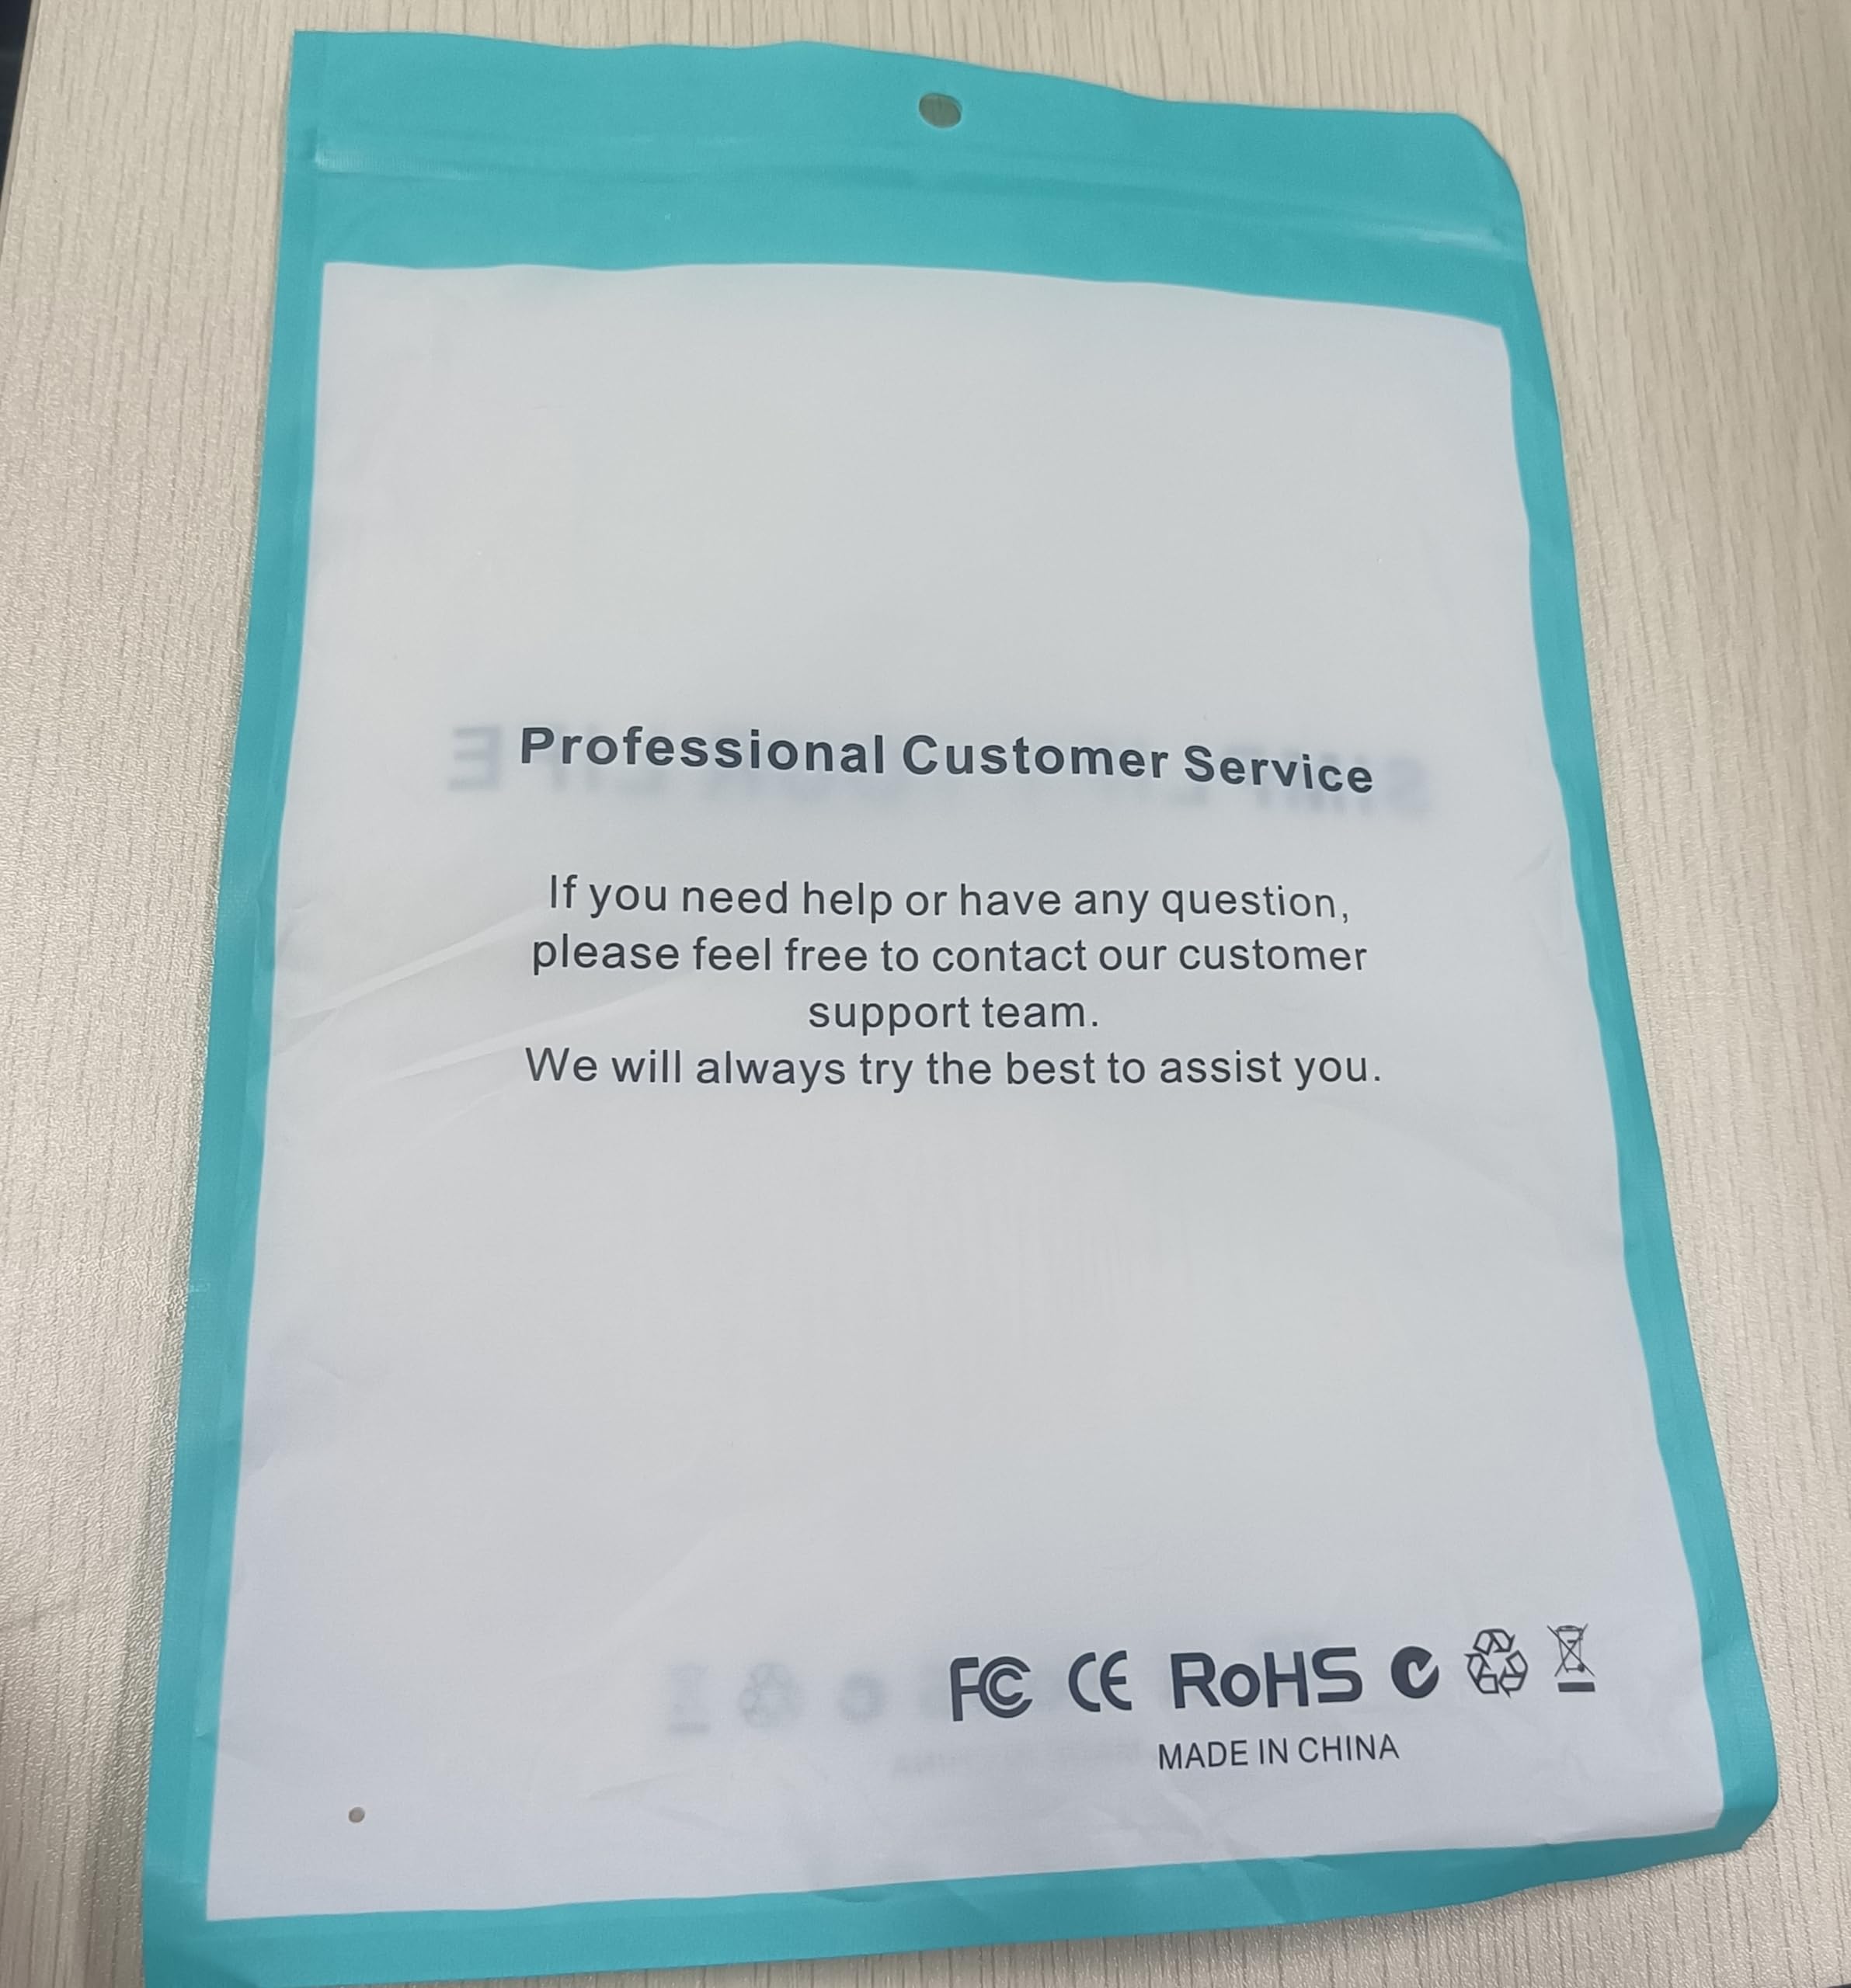 Professional Customer Service
If you need help or have any question,
please feel free to contact our customer
support team.
We will always try the best to assist you.
FC CE RoHS
MADE IN CHINA